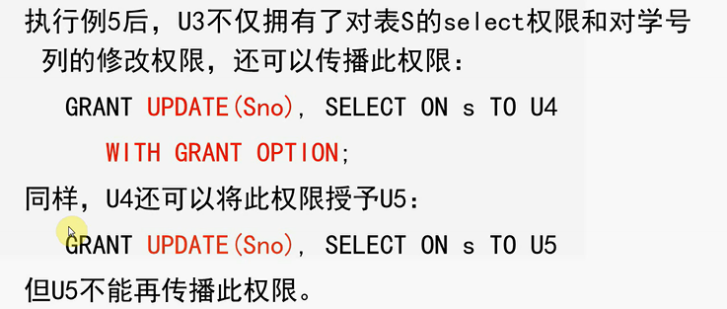 执行例5后，U3不仅拥有了对表S的select权限和对学号
列的修改权限，还可以传播此权限：
GRANT UPDATE(Sno), SELECT ON s TO U4
WITH GRANT OPTION;
同样，U4还可以将此权限授予U5：
GRANT UPDATE(Sno), SELECT ON s TO U5
但U5不能再传播此权限。